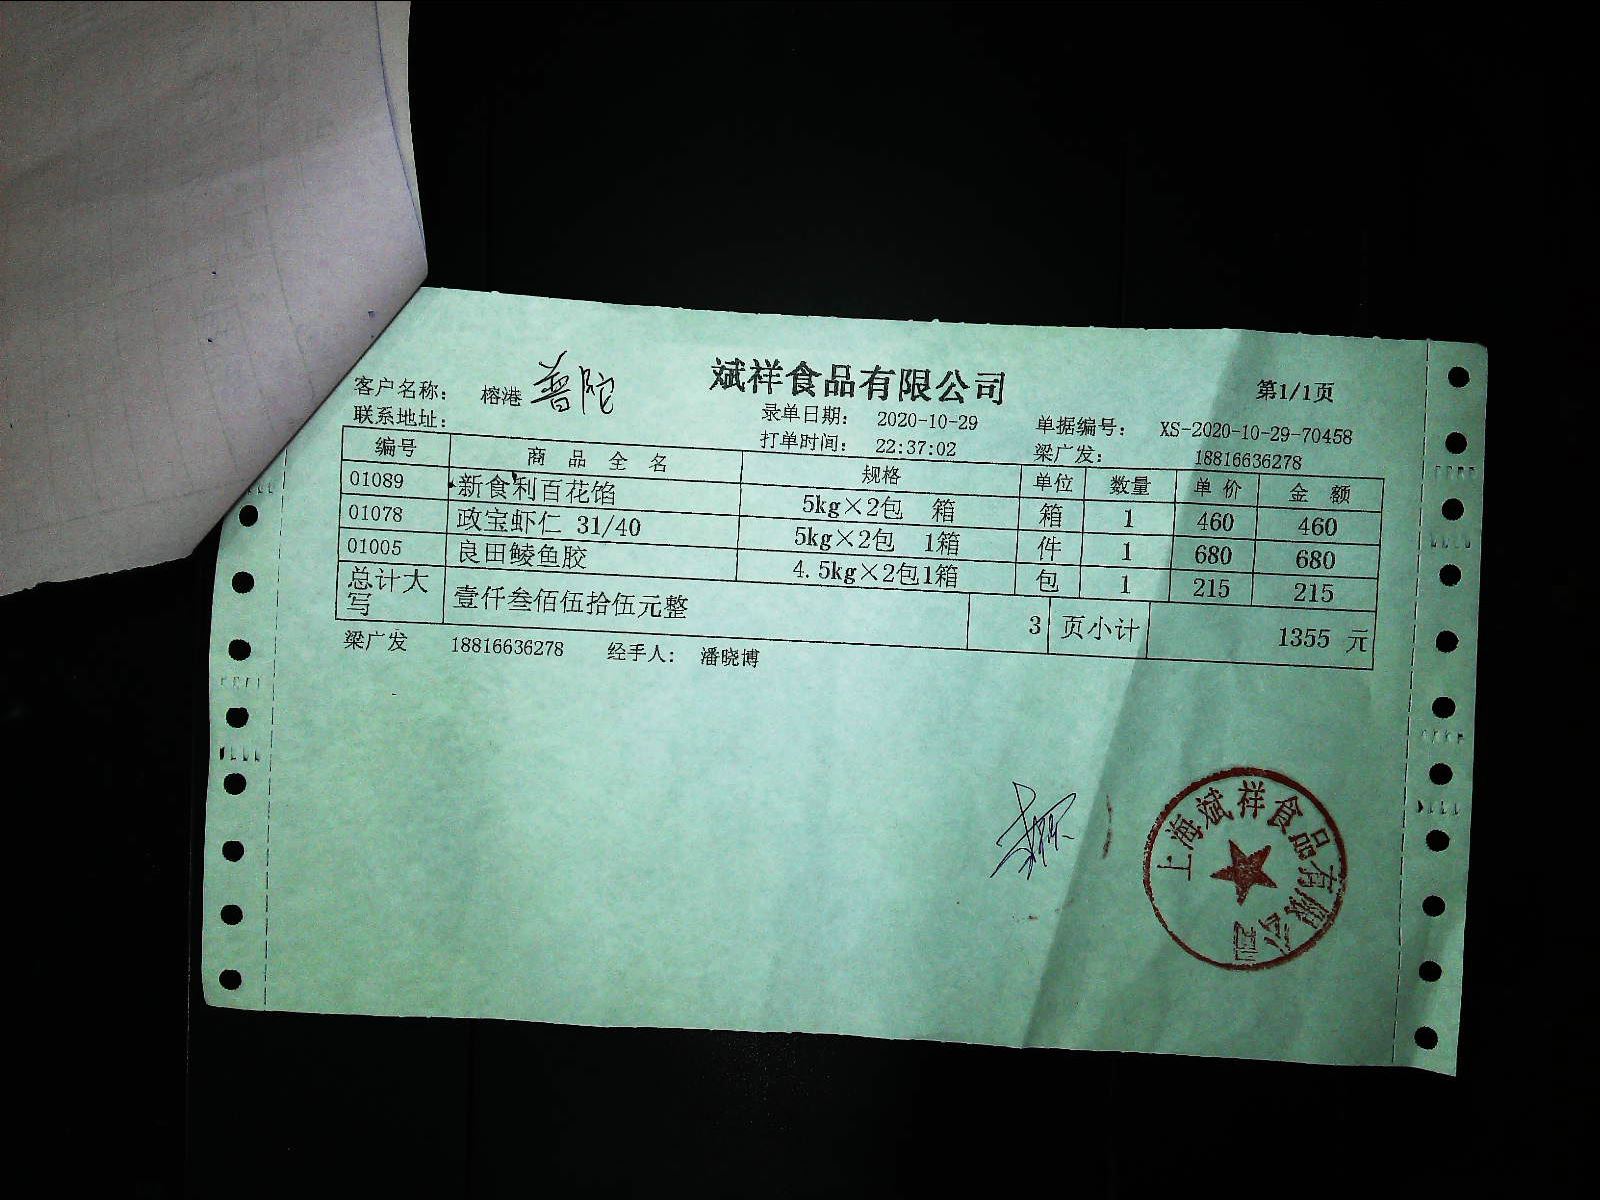 斌祥食品有限公司 第1/1页
客户名称： 榕港 普陀 录单日期： 2020-10-29 单据编号： XS-2020-10-29-70458
联系地址： 打单时间： 22:37:02 梁广发： 18816636278
编号 商品全名 规格 单位 数量 单价 金额
01089 新食利百花馅 5kg×2包 箱 箱 1 460 460
01078 政宝虾仁 31/40 5kg×2包 1箱 件 1 680 680
01005 良田鲮鱼胶 4.5kg×2包1箱 包 1 215 215
总计大写 壹仟叁佰伍拾伍元整 3 页小计 1355 元
梁广发 18816636278 经手人： 潘晓博
上海斌祥食品有限公司